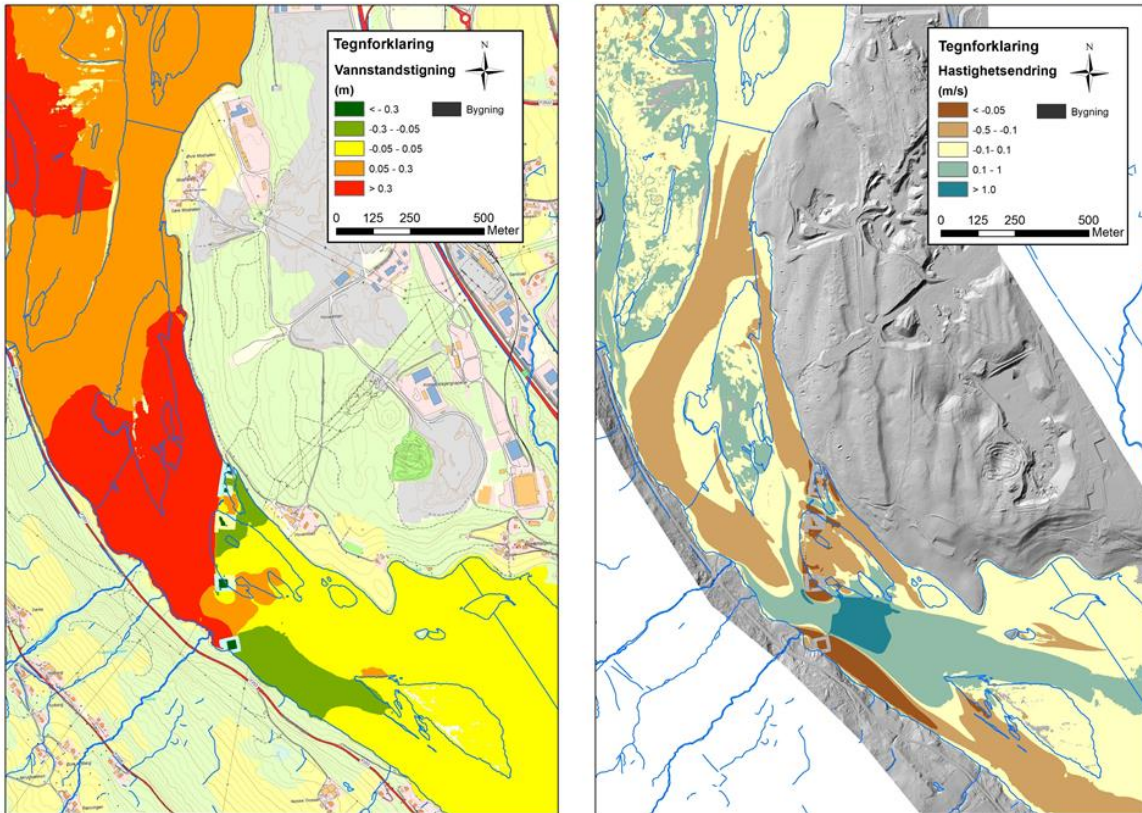 Tegnforklaring
Vannstandstigning
N
(m)
< - 0.3
Bygning
-0.3 - -0.05
-0.05 - 0.05
0.05 - 0.3
> 0.3
0 125 250 500
Meter
Tegnforklaring
Hastighetsendring
N
(m/s)
< -0.05
Bygning
-0.5 - -0.1
-0.1 - 0.1
0.1 - 1
> 1.0
0 125 250 500
Meter